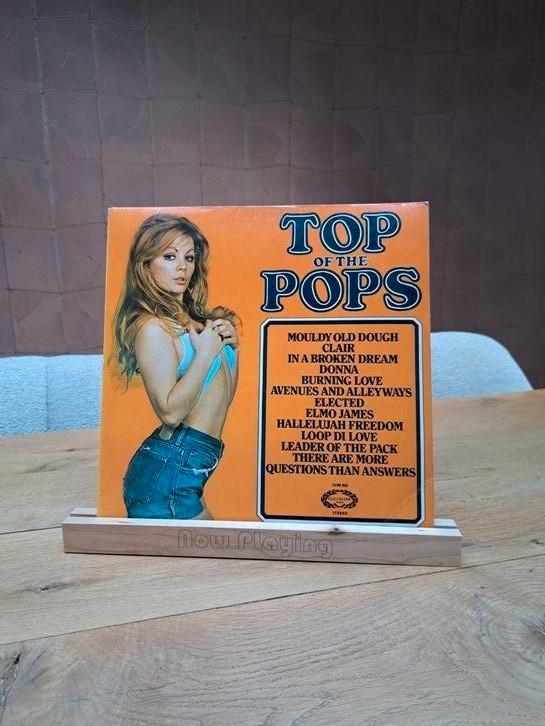 TOP
OF THE
POPS
MOULDY OLD DOUGH
CLAIR
IN A BROKEN DREAM
DONNA
BURNING LOVE
AVENUES AND ALLEYWAYS
ELECTED
ELMO JAMES
HALLELUJAH FREEDOM
LOOP DI LOVE
LEADER OF THE PACK
THERE ARE MORE
QUESTIONS THAN ANSWERS
STEREO
Now Playing